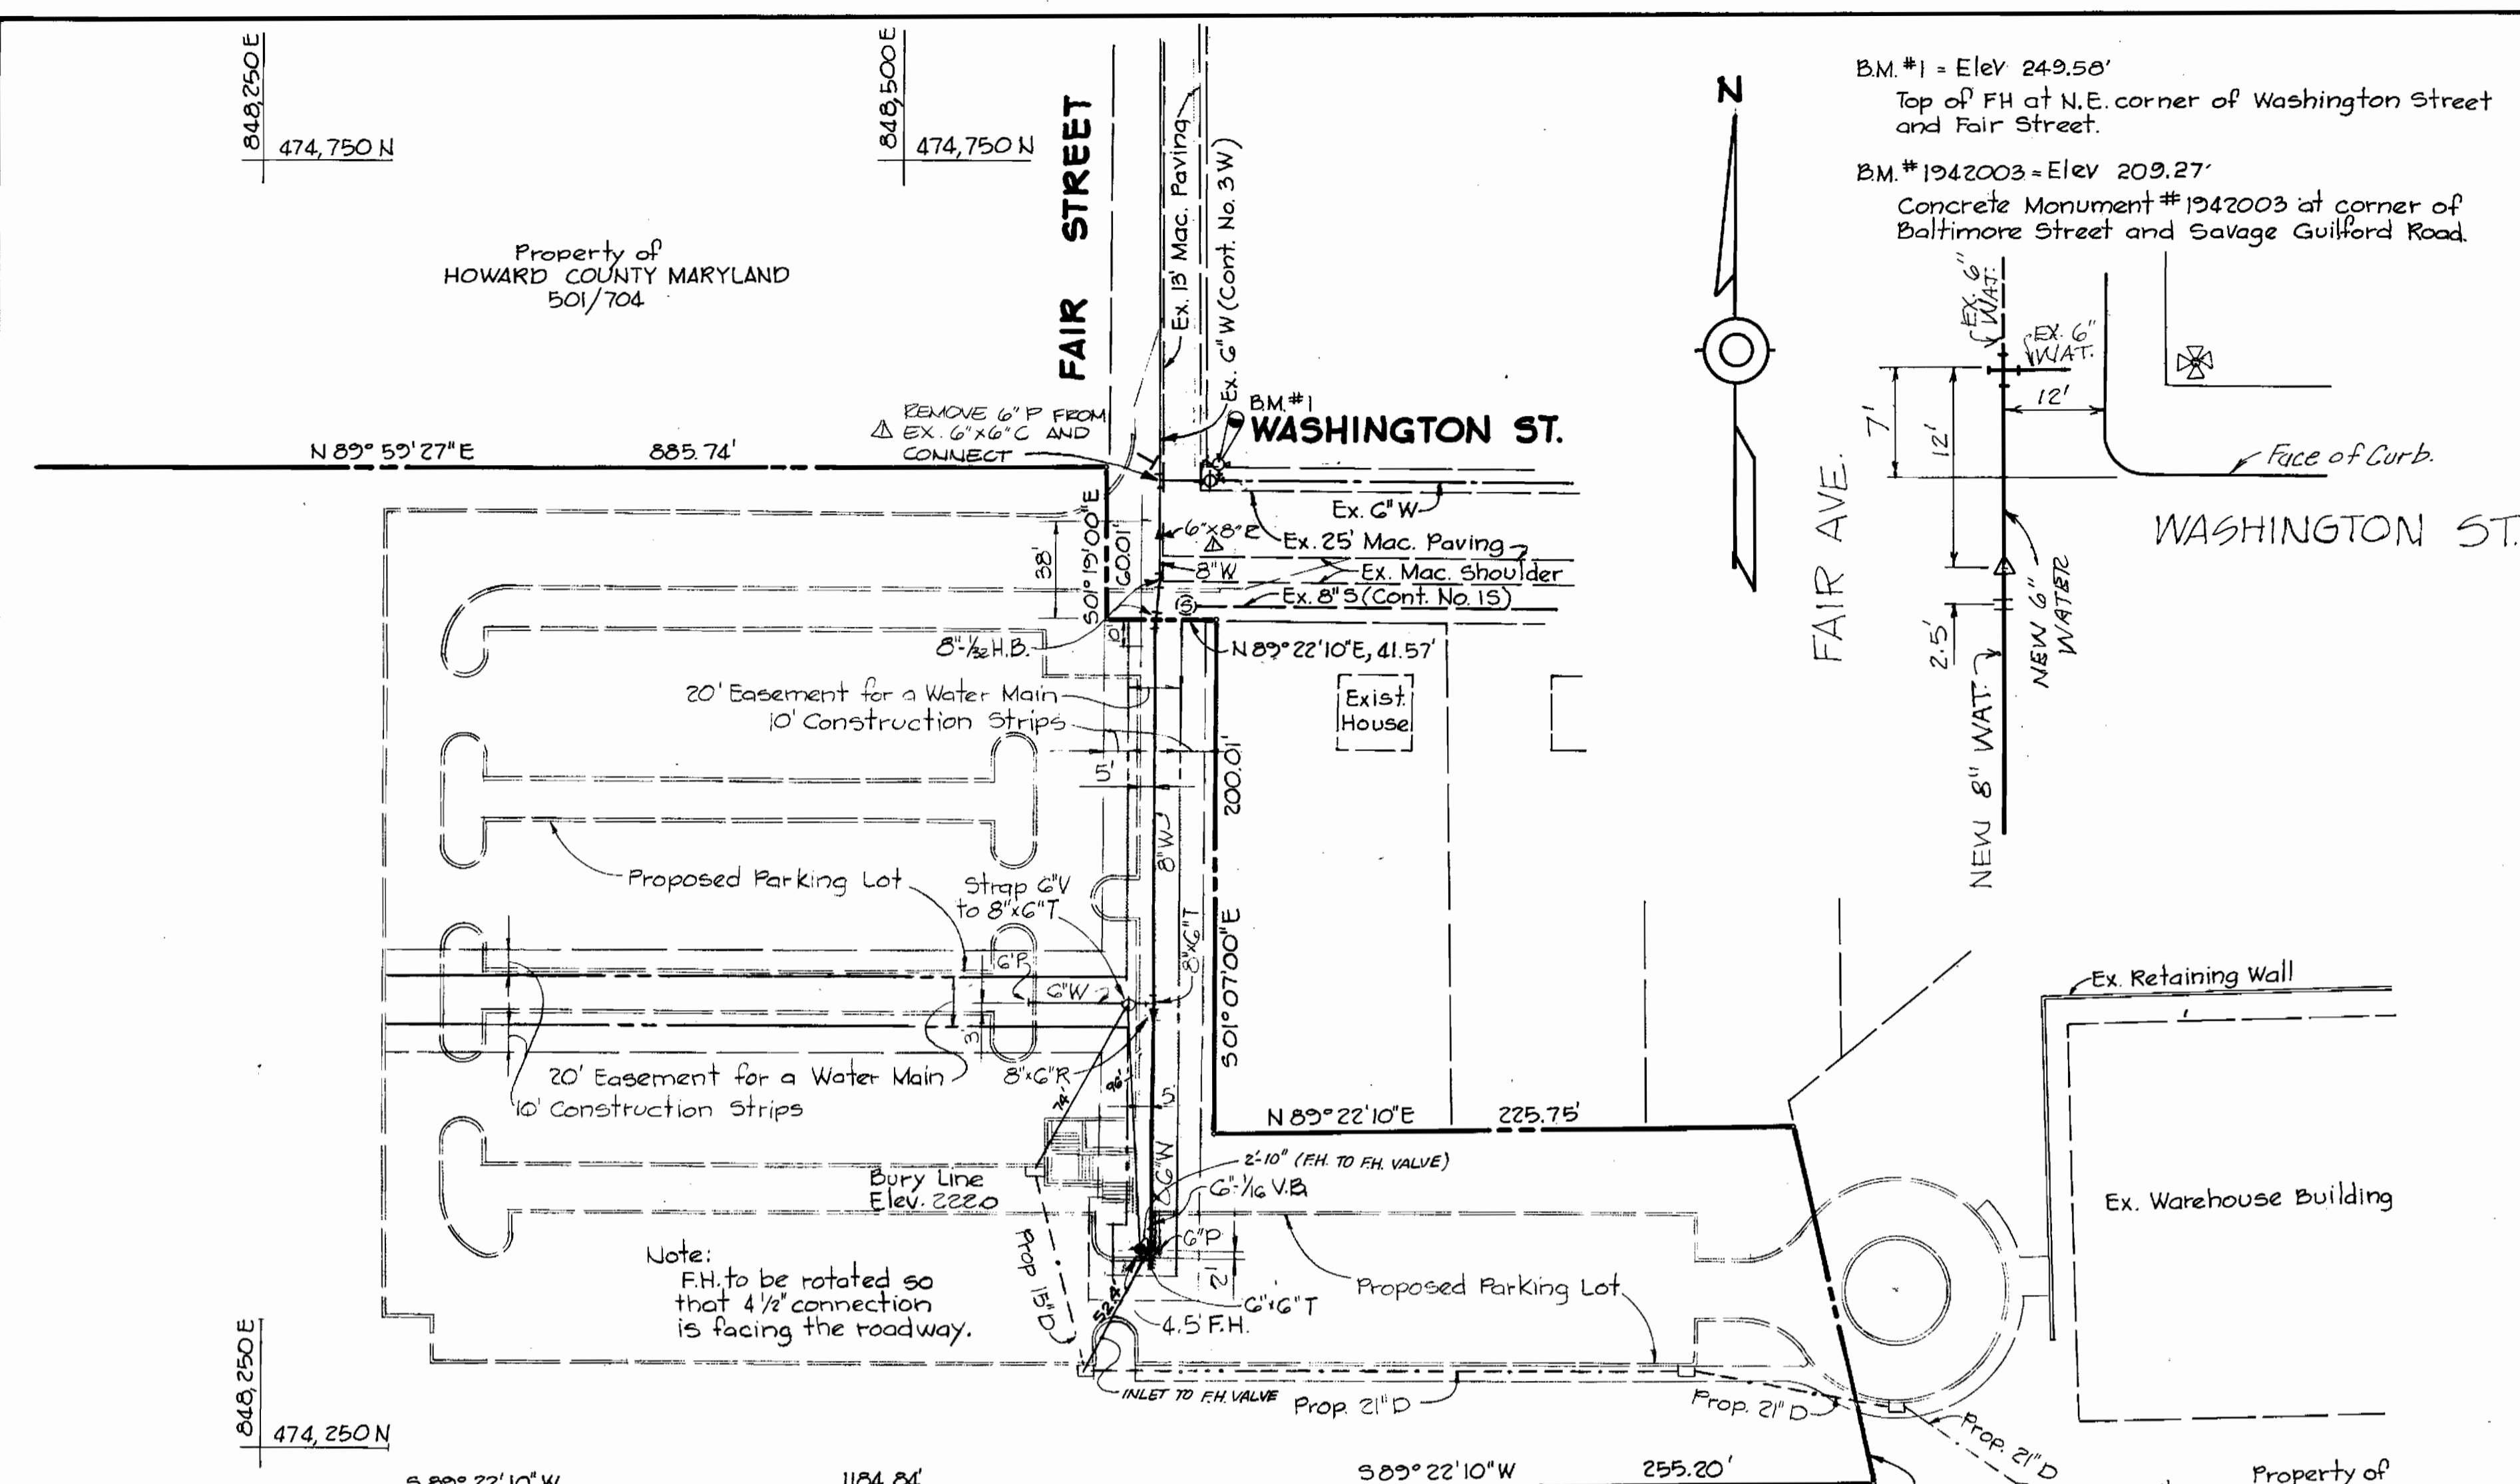 848,250 E
474,750 N
848,500 E
474,750 N
FAIR STREET
Ex. 13' Mac. Paving
Ex. 6" W (Cont. No. 3 W)
N
B.M. #1 = Elev 249.58'
Top of FH at N.E. corner of Washington Street
and Fair Street.
B.M. #1942003 = Elev 209.27'
Concrete Monument #1942003 at corner of
Baltimore Street and Savage Guilford Road.
Property of
HOWARD COUNTY MARYLAND
501/704
EX. 6"
WAT.
EX. 6"
WAT.
7'
12'
12'
Face of Curb.
FAIR AVE.
WASHINGTON ST.
NEW 6"
WATER
2.5'
NEW 8" WAT.
REMOVE 6" P FROM
EX. 6"X6" C AND
CONNECT
B.M. #1
WASHINGTON ST.
N 89° 59' 27" E
885.74'
Ex. 6" W
6"X8" R
Ex. 25' Mac. Paving
8" W
Ex. Mac. Shoulder
Ex. 8" S (Cont. No. 1S)
S01° 19' 00" E
60.01'
38'
S
8"-1/32 H.B.
N 89° 22' 10" E, 41.57'
20' Easement for a Water Main
10' Construction Strips
Exist.
House
5'
200.01'
8" W
Proposed Parking Lot
Strap 6" V
to 8"x6" T
8"x6" T
S01° 07' 00" E
6' P
6" W
3'
Ex. Retaining Wall
20' Easement for a Water Main
10' Construction Strips
8"x6" R
96'
74'
5
N 89° 22' 10" E
225.75'
2'-10" (F.H. TO F.H. VALVE)
6"-1/16 V.B.
6" W
Bury Line
Elev. 222.0
Ex. Warehouse Building
6" P
2'
Prop 15" D
Note:
F.H. to be rotated so
that 4 1/2" connection
is facing the roadway.
Proposed Parking Lot
6"x6" T
4.5' F.H.
INLET TO F.H. VALVE
Prop. 21" D
Prop. 21" D
Prop. 21" D
848,250 E
474,250 N
S 89° 22' 10" W
1184.84'
S 89° 22' 10" W
255.20'
Property of